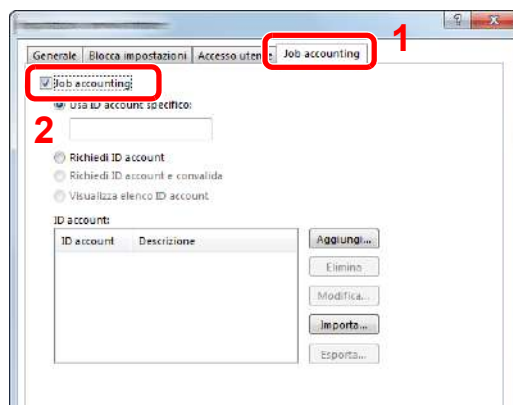 1
Generale Blocca impostazioni Accesso utente Job accounting
Job accounting
2
Usa ID account specifico:
Richiedi ID account
Richiedi ID account e convalida
Visualizza elenco ID account
ID account:
ID account Descrizione
Aggiungi...
Elimina
Modifica...
Importa...
Esporta...